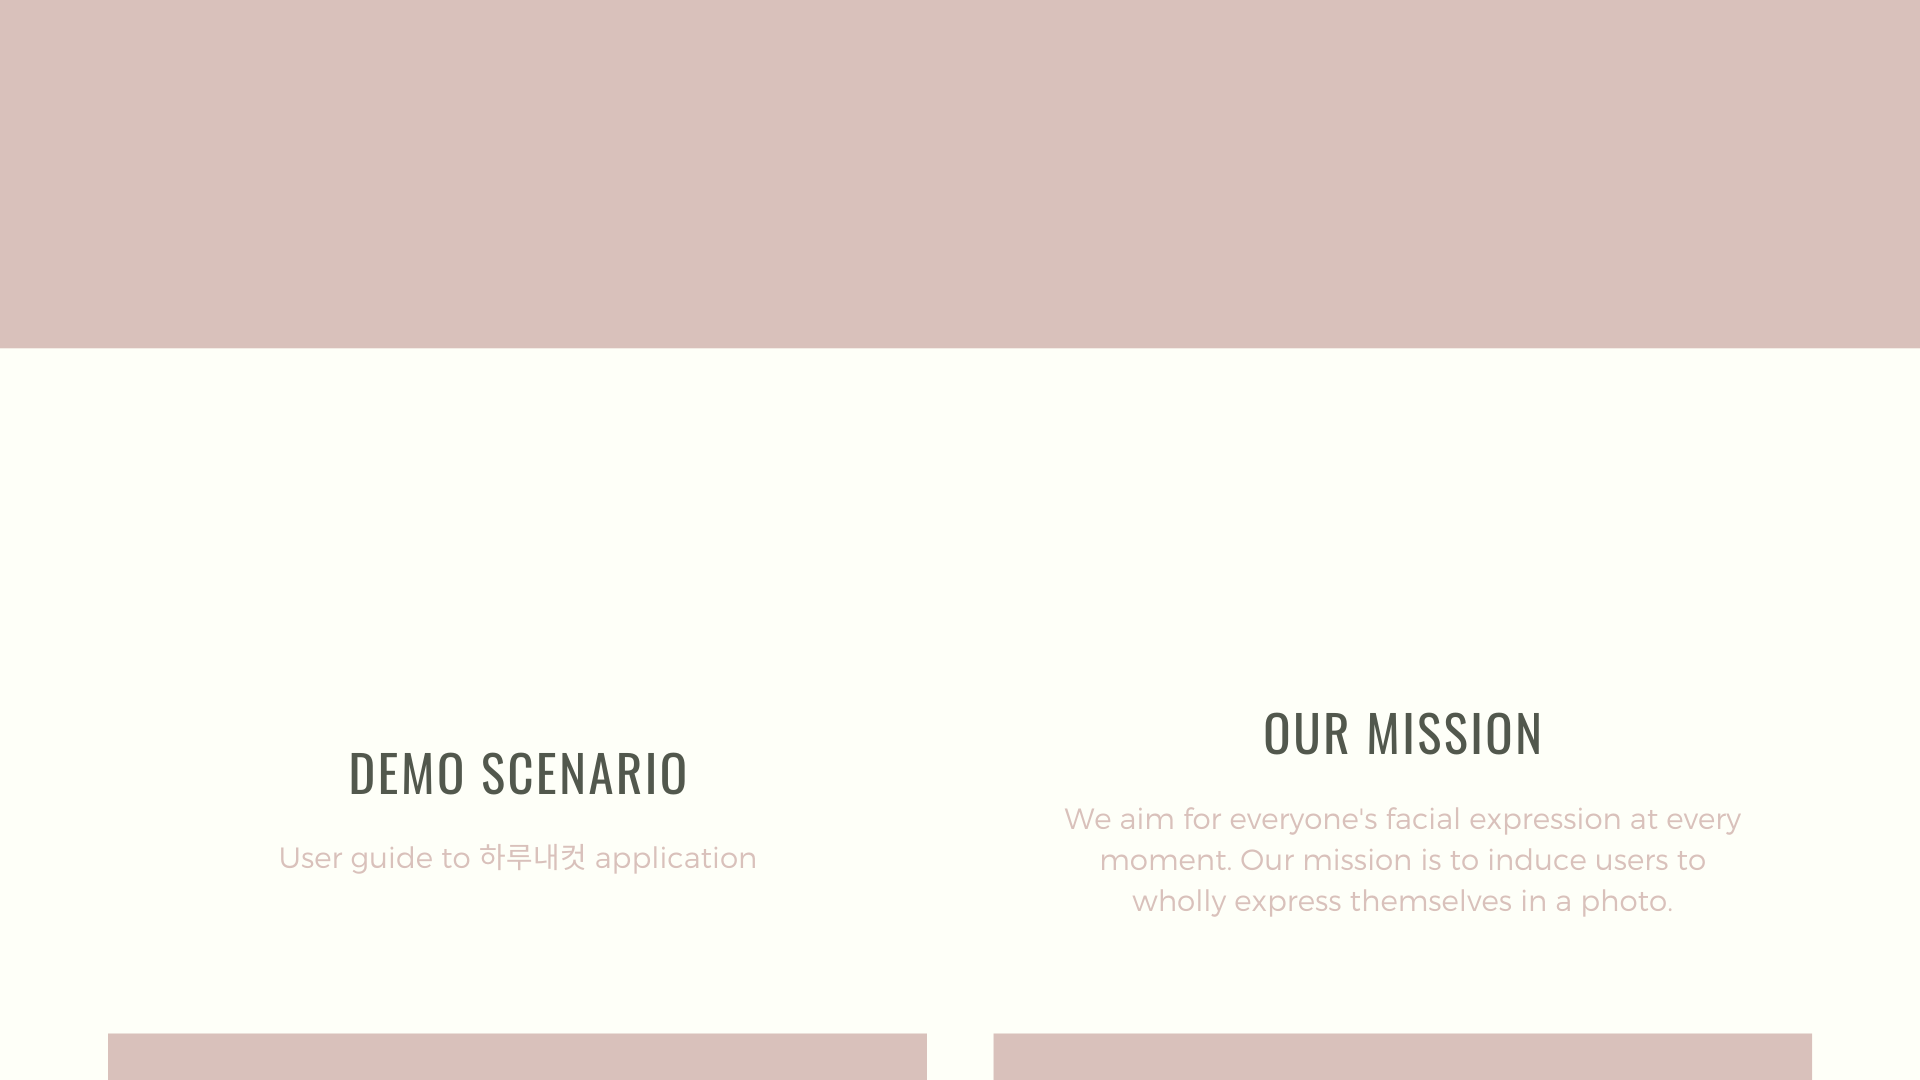 DEMO SCENARIO
User guide to 하루내컷 application
OUR MISSION
We aim for everyone's facial expression at every
moment. Our mission is to induce users to
wholly express themselves in a photo.